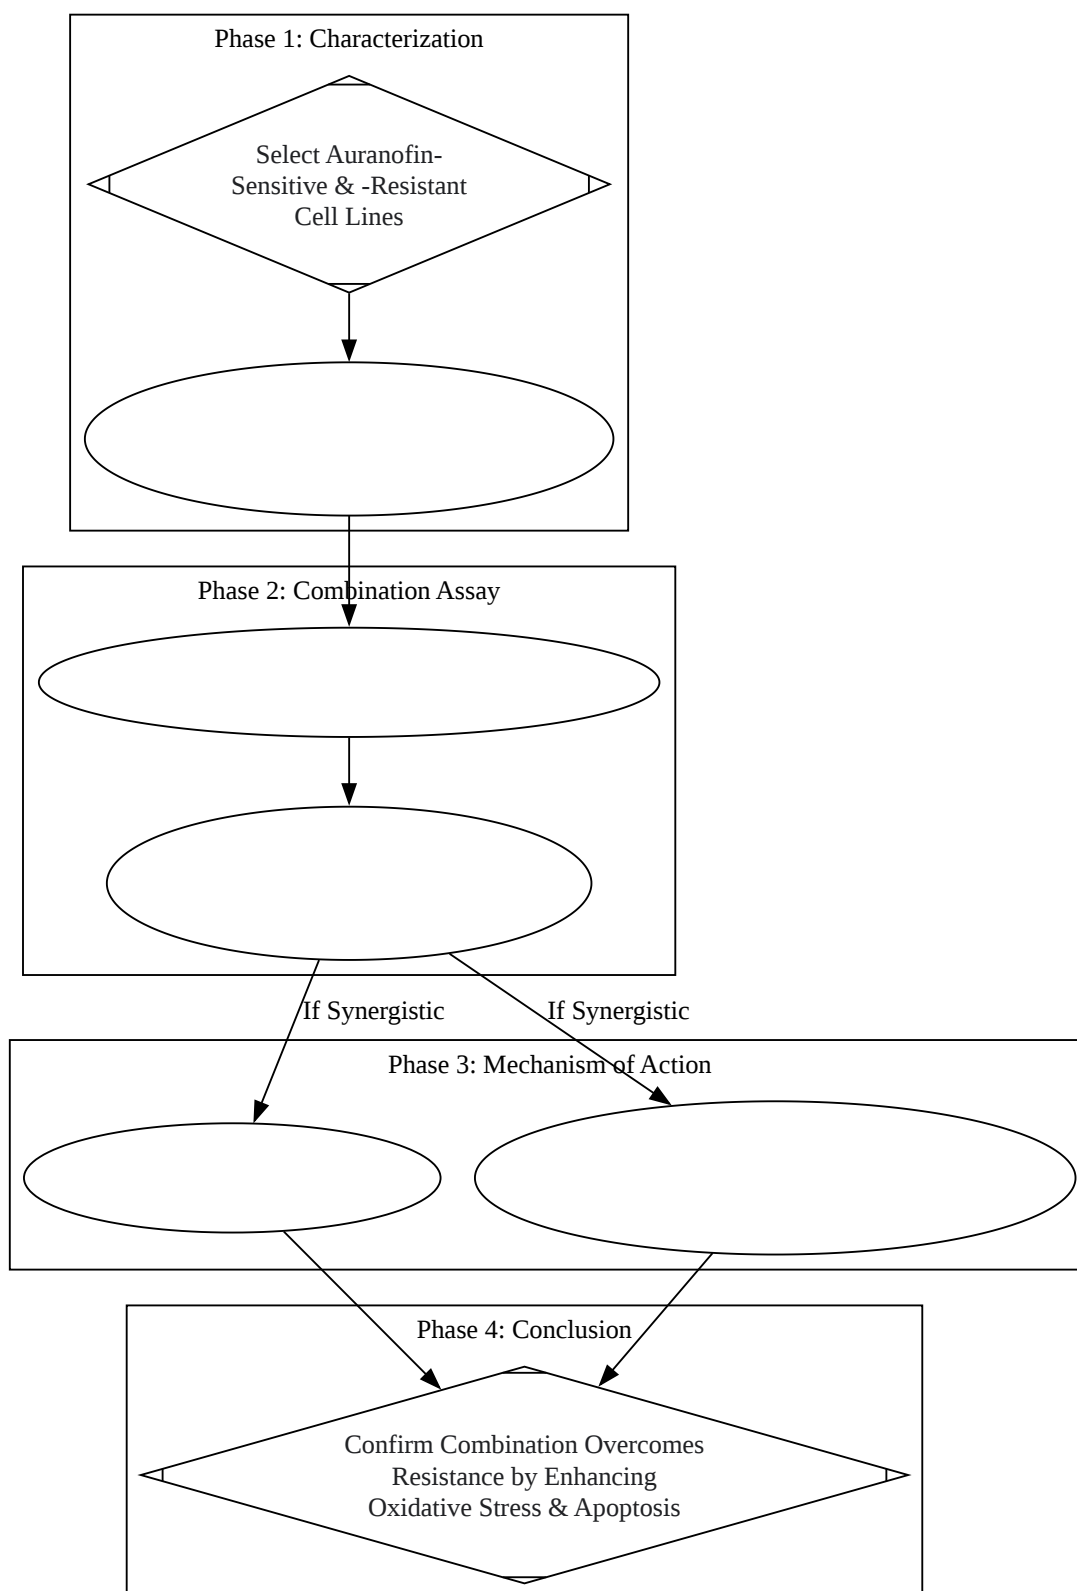 Phase 1: Characterization
Select Auranofin-
Sensitive & -Resistant
Cell Lines
Phase 2: Combination Assay
If Synergistic
If Synergistic
Phase 3: Mechanism of Action
Phase 4: Conclusion
Confirm Combination Overcomes
Resistance by Enhancing
Oxidative Stress & Apoptosis